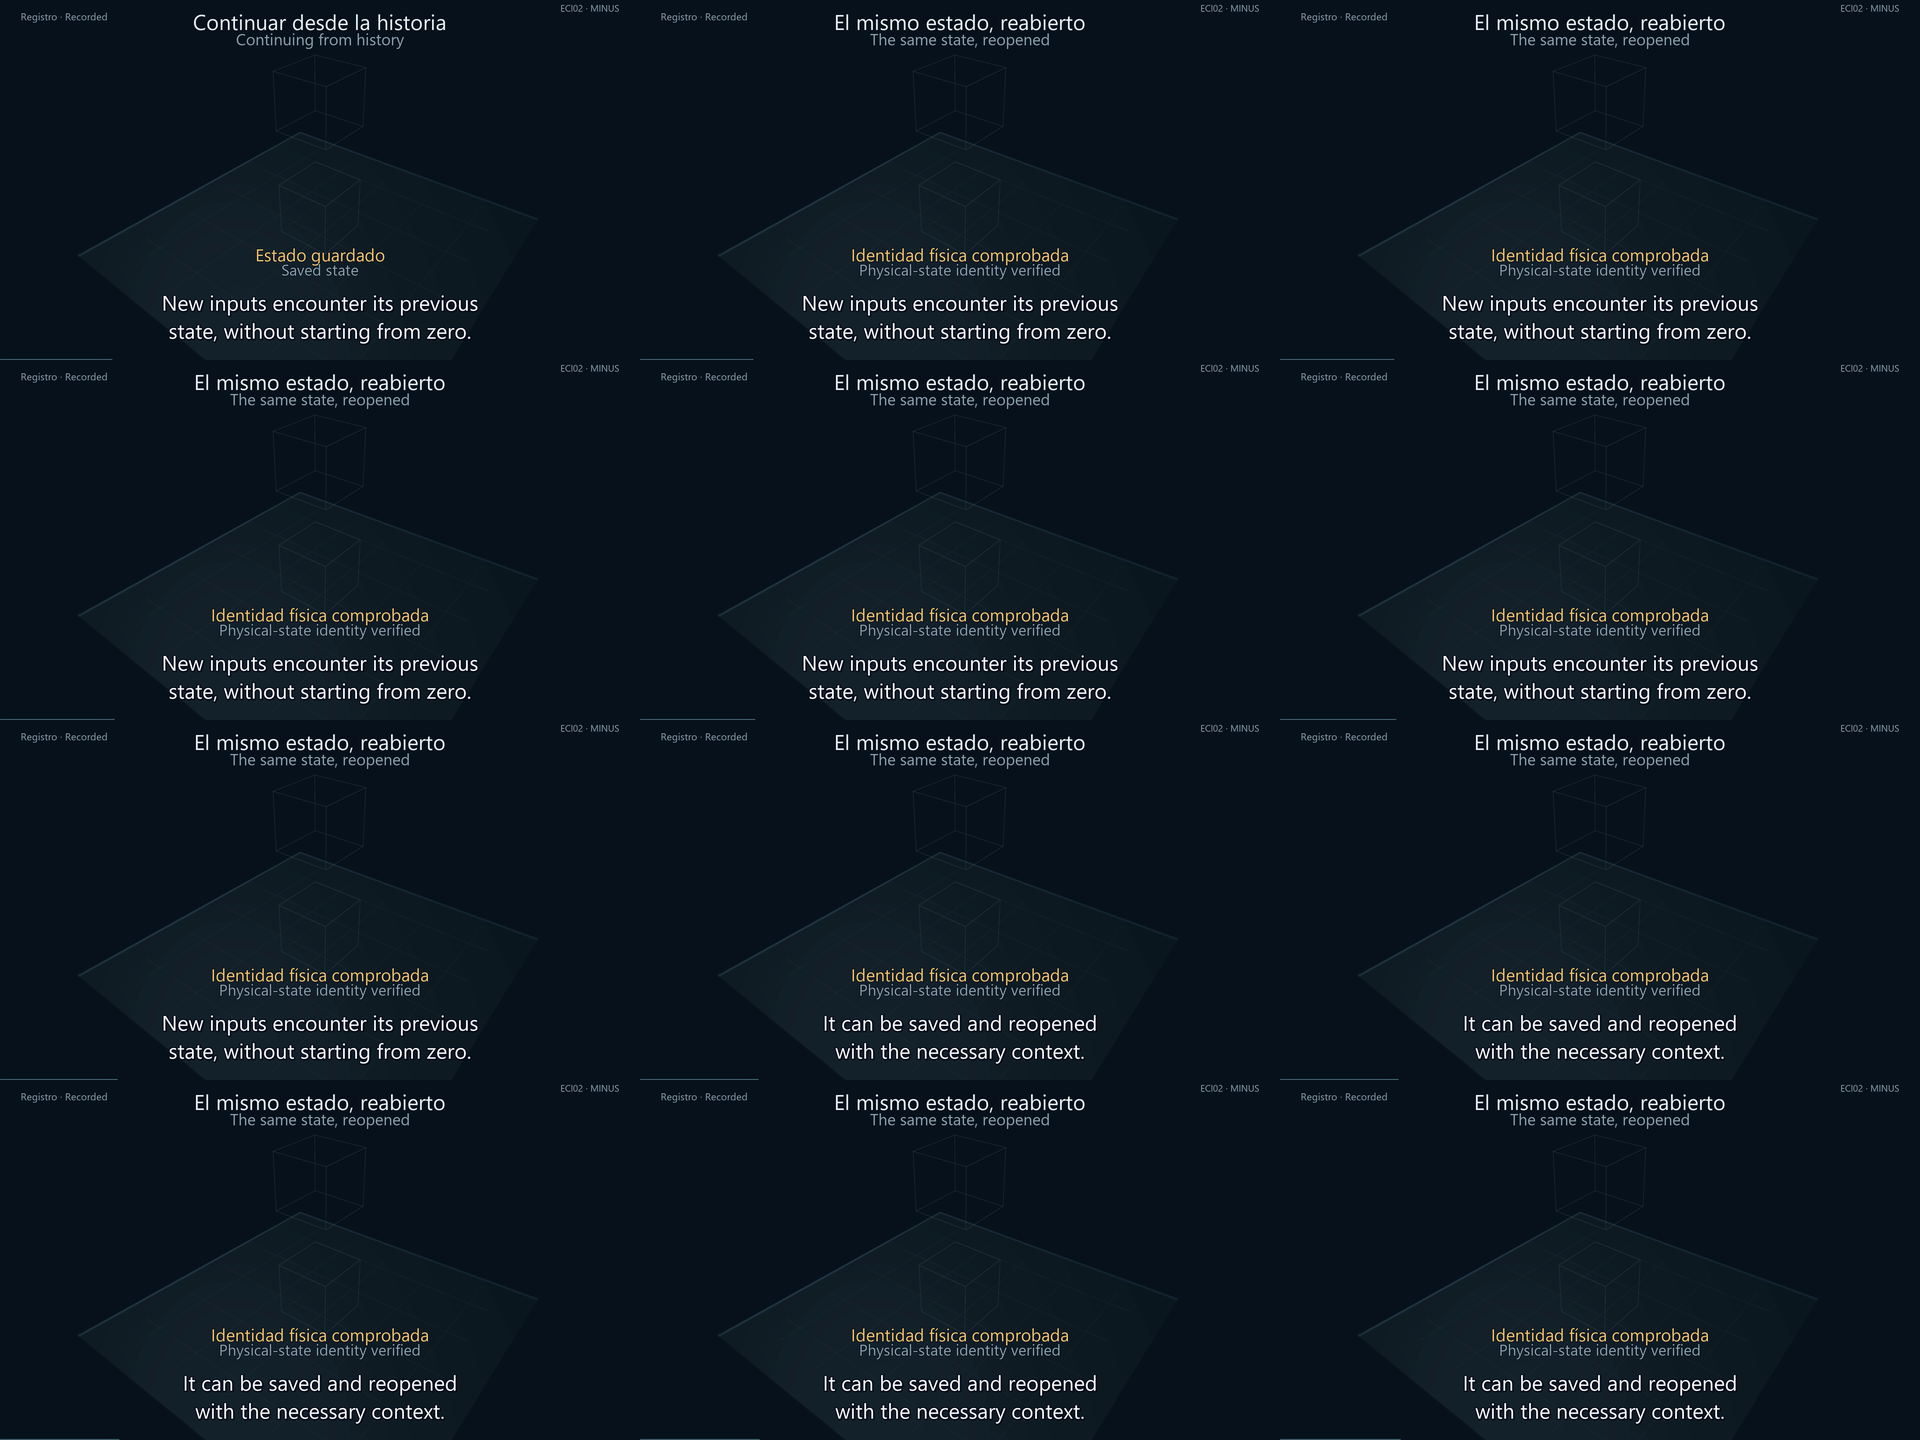 Registro · Recorded
Continuar desde la historia
Continuing from history
ECI02 · MINUS
Estado guardado
Saved state
New inputs encounter its previous
state, without starting from zero.
Registro · Recorded
El mismo estado, reabierto
The same state, reopened
ECI02 · MINUS
Identidad física comprobada
Physical-state identity verified
New inputs encounter its previous
state, without starting from zero.
Registro · Recorded
El mismo estado, reabierto
The same state, reopened
ECI02 · MINUS
Identidad física comprobada
Physical-state identity verified
New inputs encounter its previous
state, without starting from zero.
Registro · Recorded
El mismo estado, reabierto
The same state, reopened
ECI02 · MINUS
Identidad física comprobada
Physical-state identity verified
New inputs encounter its previous
state, without starting from zero.
Registro · Recorded
El mismo estado, reabierto
The same state, reopened
ECI02 · MINUS
Identidad física comprobada
Physical-state identity verified
New inputs encounter its previous
state, without starting from zero.
Registro · Recorded
El mismo estado, reabierto
The same state, reopened
ECI02 · MINUS
Identidad física comprobada
Physical-state identity verified
New inputs encounter its previous
state, without starting from zero.
Registro · Recorded
El mismo estado, reabierto
The same state, reopened
ECI02 · MINUS
Identidad física comprobada
Physical-state identity verified
New inputs encounter its previous
state, without starting from zero.
Registro · Recorded
El mismo estado, reabierto
The same state, reopened
ECI02 · MINUS
Identidad física comprobada
Physical-state identity verified
It can be saved and reopened
with the necessary context.
Registro · Recorded
El mismo estado, reabierto
The same state, reopened
ECI02 · MINUS
Identidad física comprobada
Physical-state identity verified
It can be saved and reopened
with the necessary context.
Registro · Recorded
El mismo estado, reabierto
The same state, reopened
ECI02 · MINUS
Identidad física comprobada
Physical-state identity verified
It can be saved and reopened
with the necessary context.
Registro · Recorded
El mismo estado, reabierto
The same state, reopened
ECI02 · MINUS
Identidad física comprobada
Physical-state identity verified
It can be saved and reopened
with the necessary context.
Registro · Recorded
El mismo estado, reabierto
The same state, reopened
ECI02 · MINUS
Identidad física comprobada
Physical-state identity verified
It can be saved and reopened
with the necessary context.